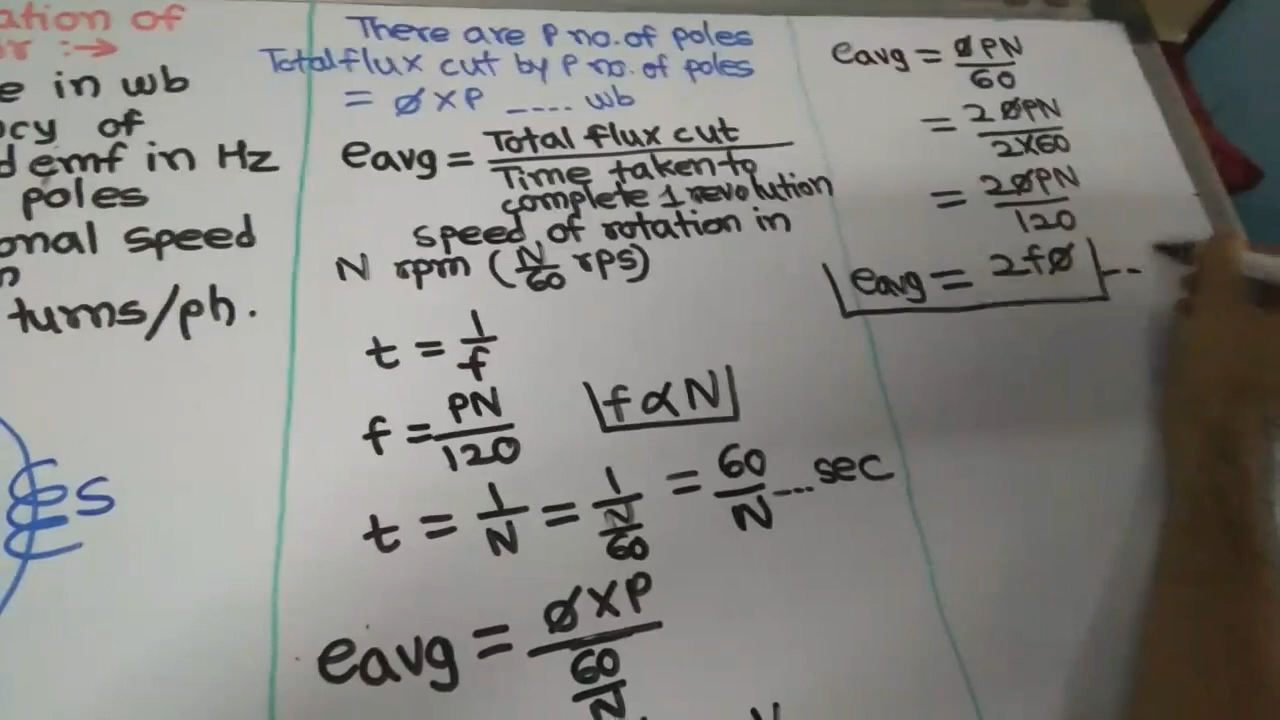 ation of
r :→
e in wb
cy of
d emf in Hz
poles
onal speed
turns/ph.
There are P no. of poles
Total flux cut by P no. of poles
= ø×P ---- wb
eavg = Total flux cut
Time taken to
complete 1 revolution
speed of rotation in
N rpm (N/60 rps)
t = 1/f
f = PN/120
f ∝ N
t = 1/N = 1/N/60 = 60/N ... sec
eavg = ø×P
60/N
eavg = øPN/60
= 2øPN/2×60
= 2øPN/120
eavg = 2fø --